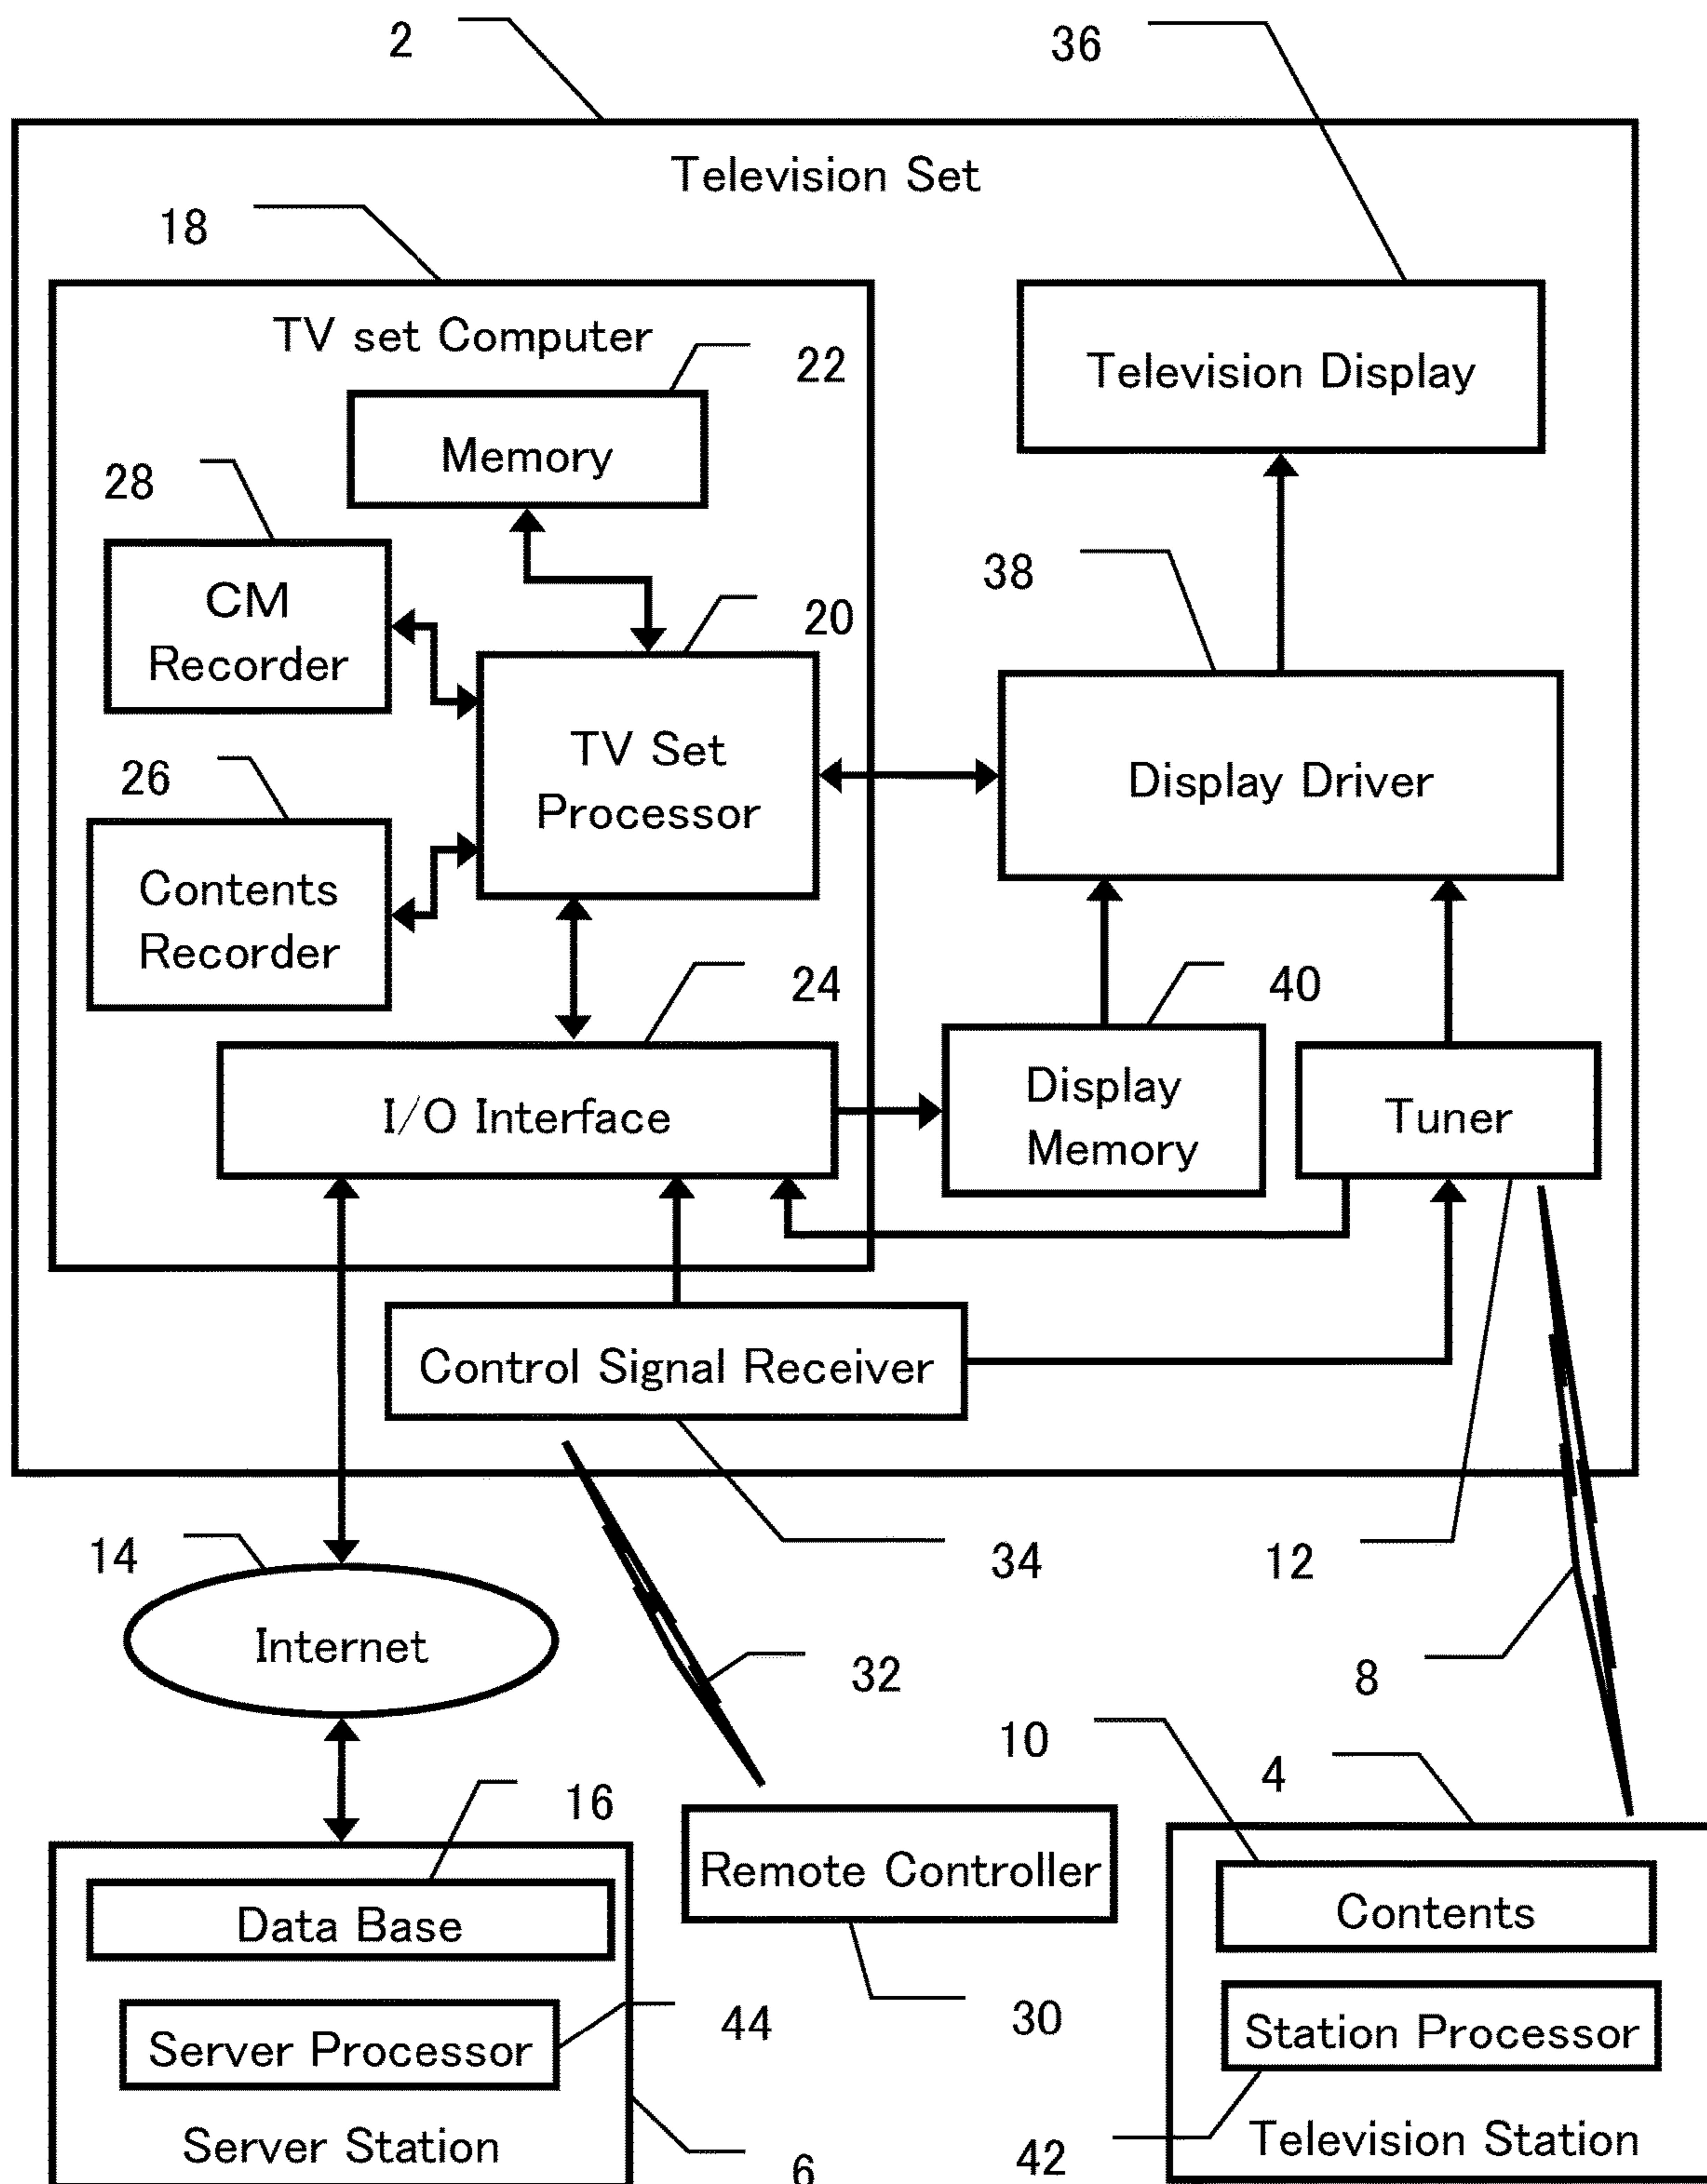 2
36
Television Set
18
TV set Computer
22
Television Display
Memory
28
38
CM
Recorder
20
TV Set
Processor
Display Driver
26
Contents
Recorder
24
40
I/O Interface
Display
Memory
Tuner
Control Signal Receiver
14
34
12
Internet
32
8
10
4
16
Remote Controller
Data Base
Contents
30
44
Server Processor
Station Processor
Server Station
Television Station
6
42